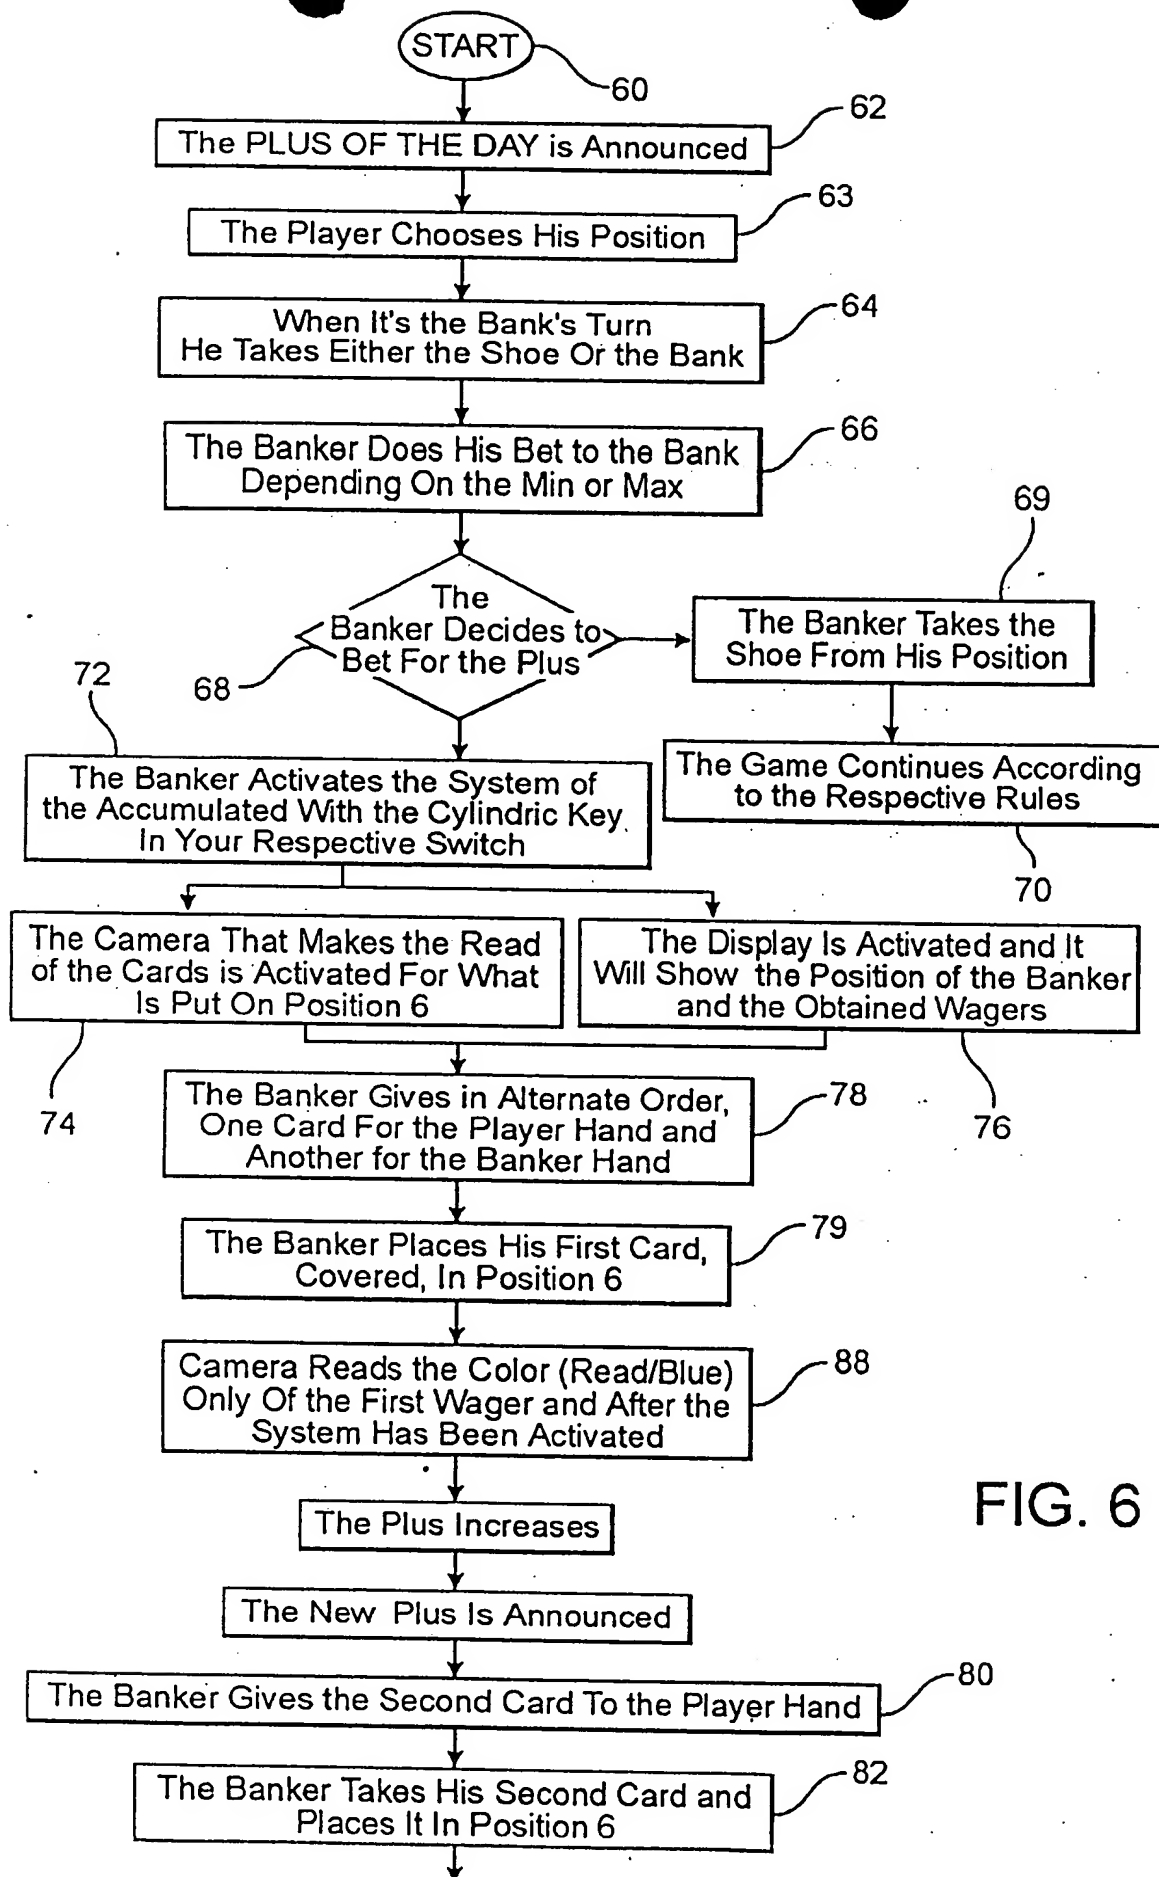 START
60
The PLUS OF THE DAY is Announced
62
The Player Chooses His Position
63
When It's the Bank's Turn
He Takes Either the Shoe Or the Bank
64
The Banker Does His Bet to the Bank
Depending On the Min or Max
66
The
Banker Decides to
Bet For the Plus
68
69
The Banker Takes the
Shoe From His Position
The Game Continues According
to the Respective Rules
70
72
The Banker Activates the System of
the Accumulated With the Cylindric Key
In Your Respective Switch
The Camera That Makes the Read
of the Cards is Activated For What
Is Put On Position 6
74
The Display Is Activated and It
Will Show the Position of the Banker
and the Obtained Wagers
76
The Banker Gives in Alternate Order,
One Card For the Player Hand and
Another for the Banker Hand
78
The Banker Places His First Card,
Covered, In Position 6
79
Camera Reads the Color (Read/Blue)
Only Of the First Wager and After the
System Has Been Activated
88
The Plus Increases
The New Plus Is Announced
The Banker Gives the Second Card To the Player Hand
80
The Banker Takes His Second Card and
Places It In Position 6
82
FIG. 6